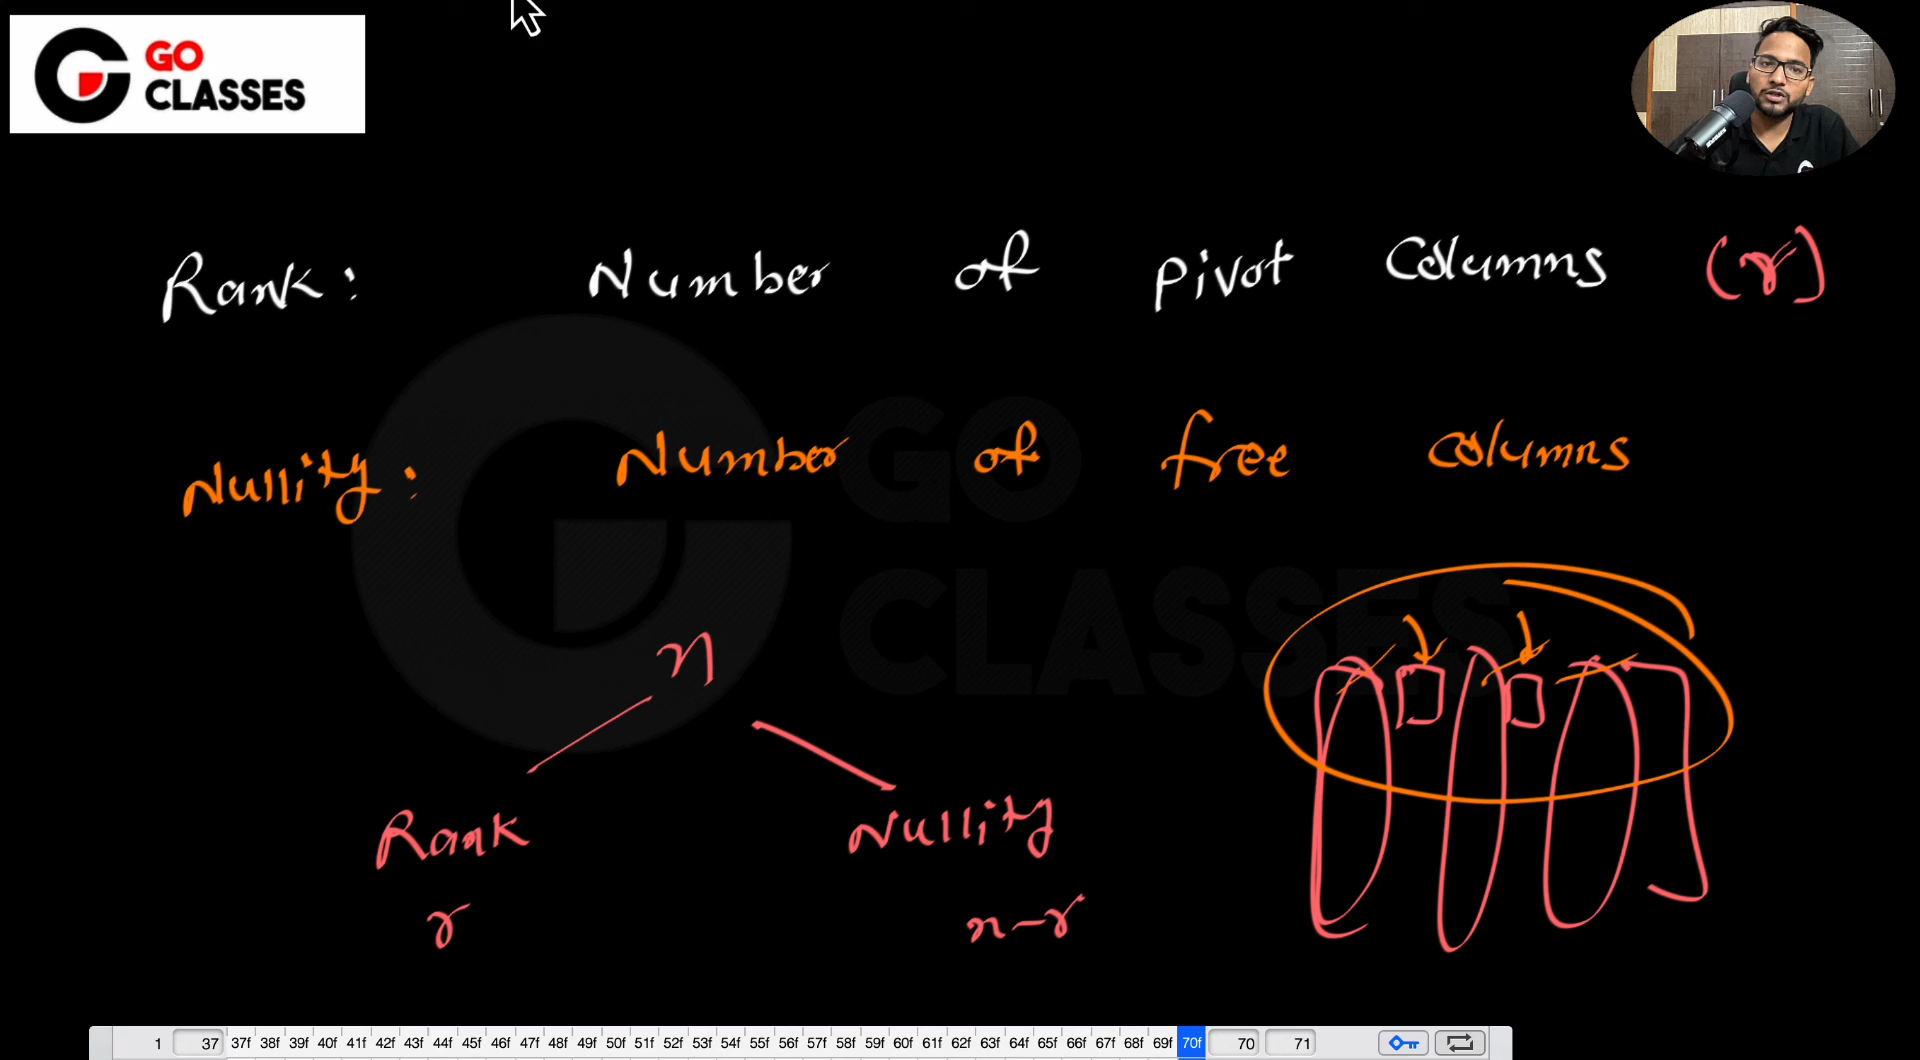 GO
CLASSES
Rank: Number of pivot columns (r)
Nullity: Number of free columns
GO
CLASSES
n
Rank Nullity
r n-r
1 37 37f 38f 39f 40f 41f 42f 43f 44f 45f 46f 47f 48f 49f 50f 51f 52f 53f 54f 55f 56f 57f 58f 59f 60f 61f 62f 63f 64f 65f 66f 67f 68f 69f 70f 70 71